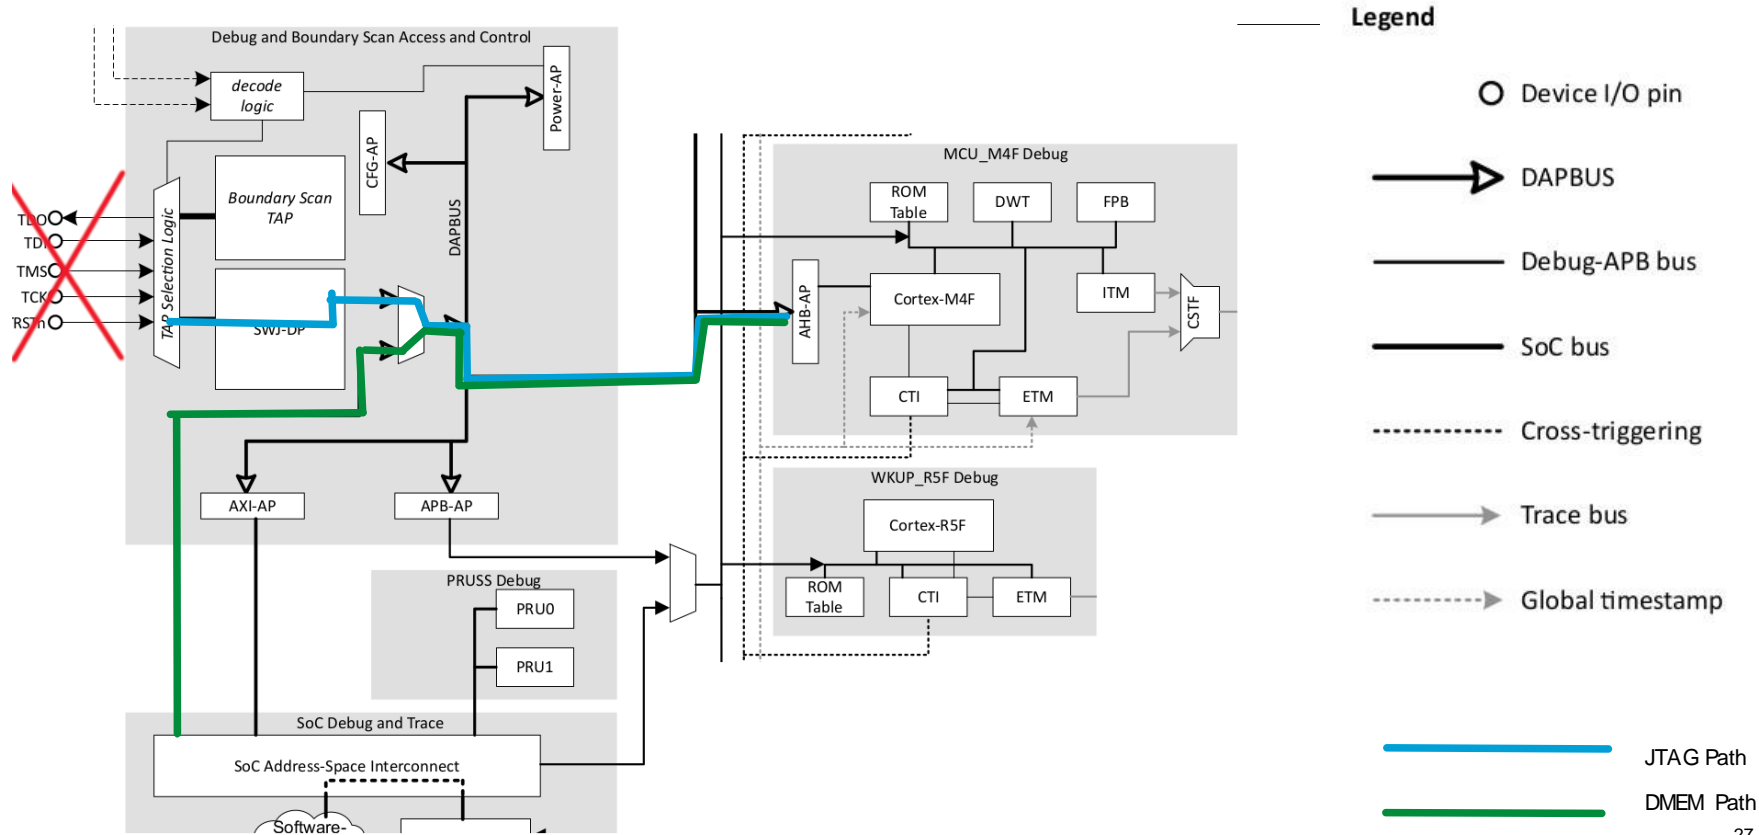 Legend
Debug and Boundary Scan Access and Control
decode
logic
Power-AP
CFG-AP
Boundary Scan
TAP
TAP Selection Logic
DAPBUS
TDO
TDI
TMS
TCK
SWJ-DP
AXI-AP
APB-AP
PRUSS Debug
PRU0
PRU1
SoC Debug and Trace
SoC Address-Space Interconnect
Software-
MCU_M4F Debug
ROM
Table
DWT
FPB
AHB-AP
Cortex-M4F
ITM
CSTF
CTI
ETM
WKUP_R5F Debug
Cortex-R5F
ROM
Table
CTI
ETM
Device I/O pin
DAPBUS
Debug-APB bus
SoC bus
Cross-triggering
Trace bus
Global timestamp
JTAG Path
DMEM Path